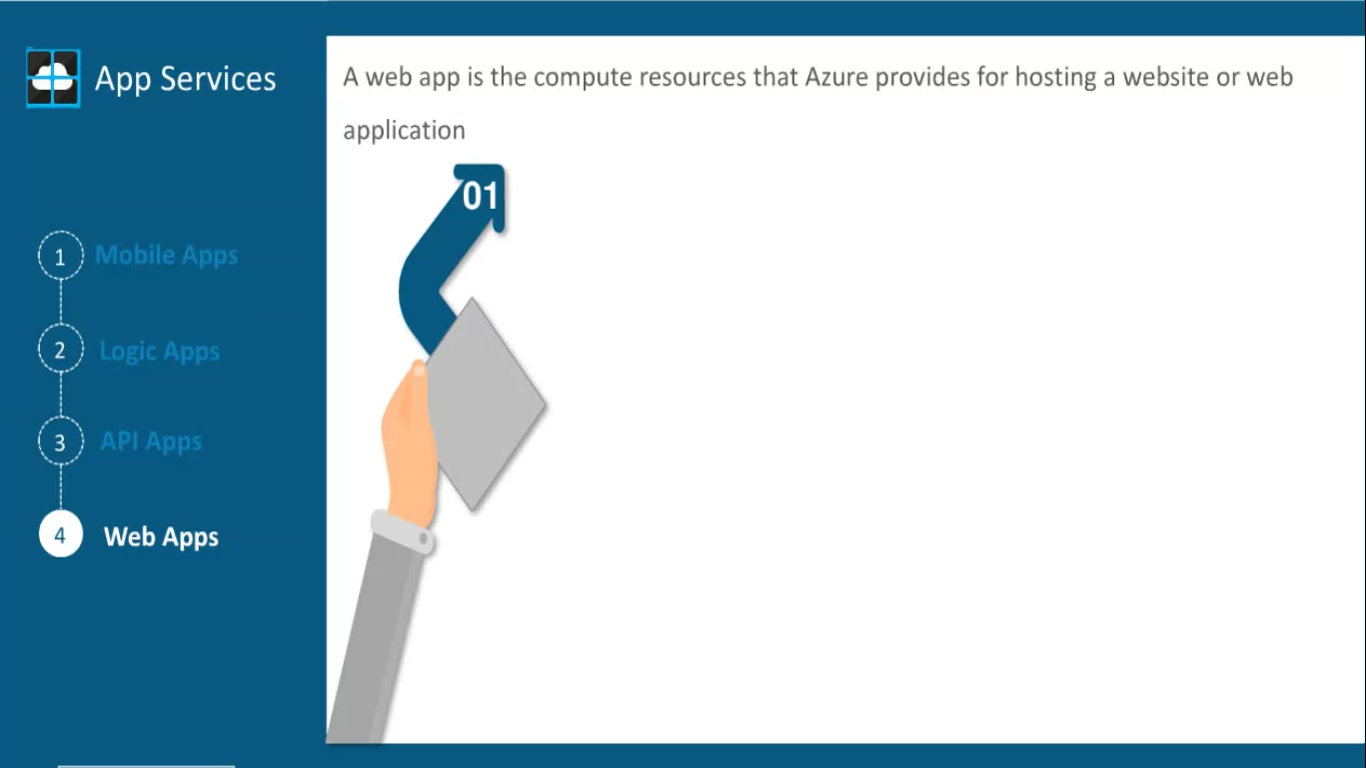 App Services
1 Mobile Apps
2 Logic Apps
3 API Apps
4 Web Apps
A web app is the compute resources that Azure provides for hosting a website or web
application
01